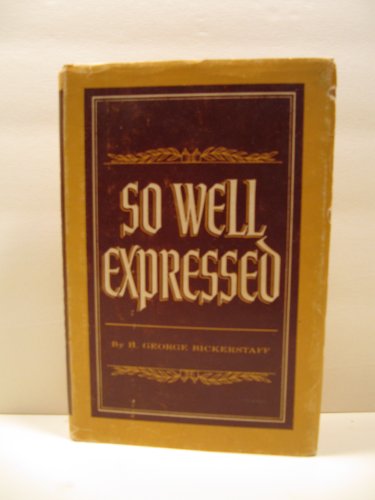 SO WELL
EXPRESSED
By H. GEORGE BICKERSTAFF